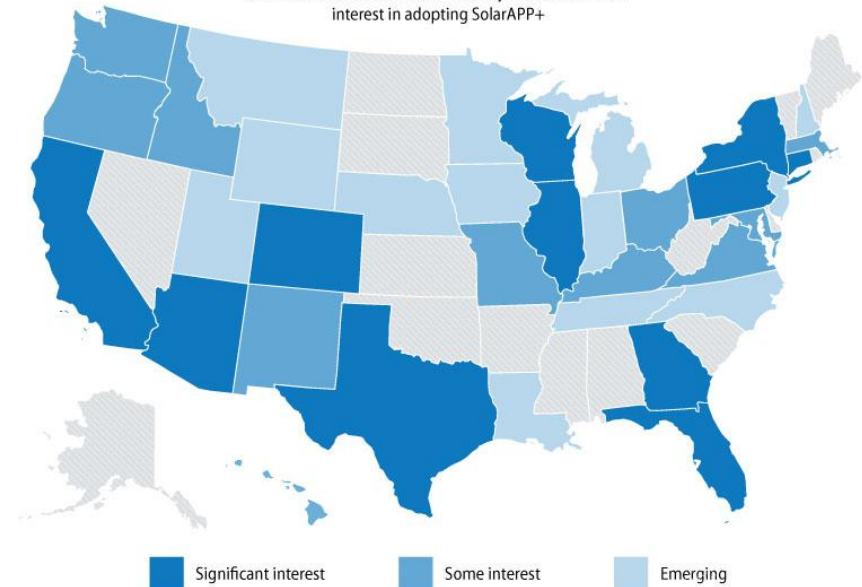 interest in adopting SolarAPP+
Significant interest
Some interest
Emerging